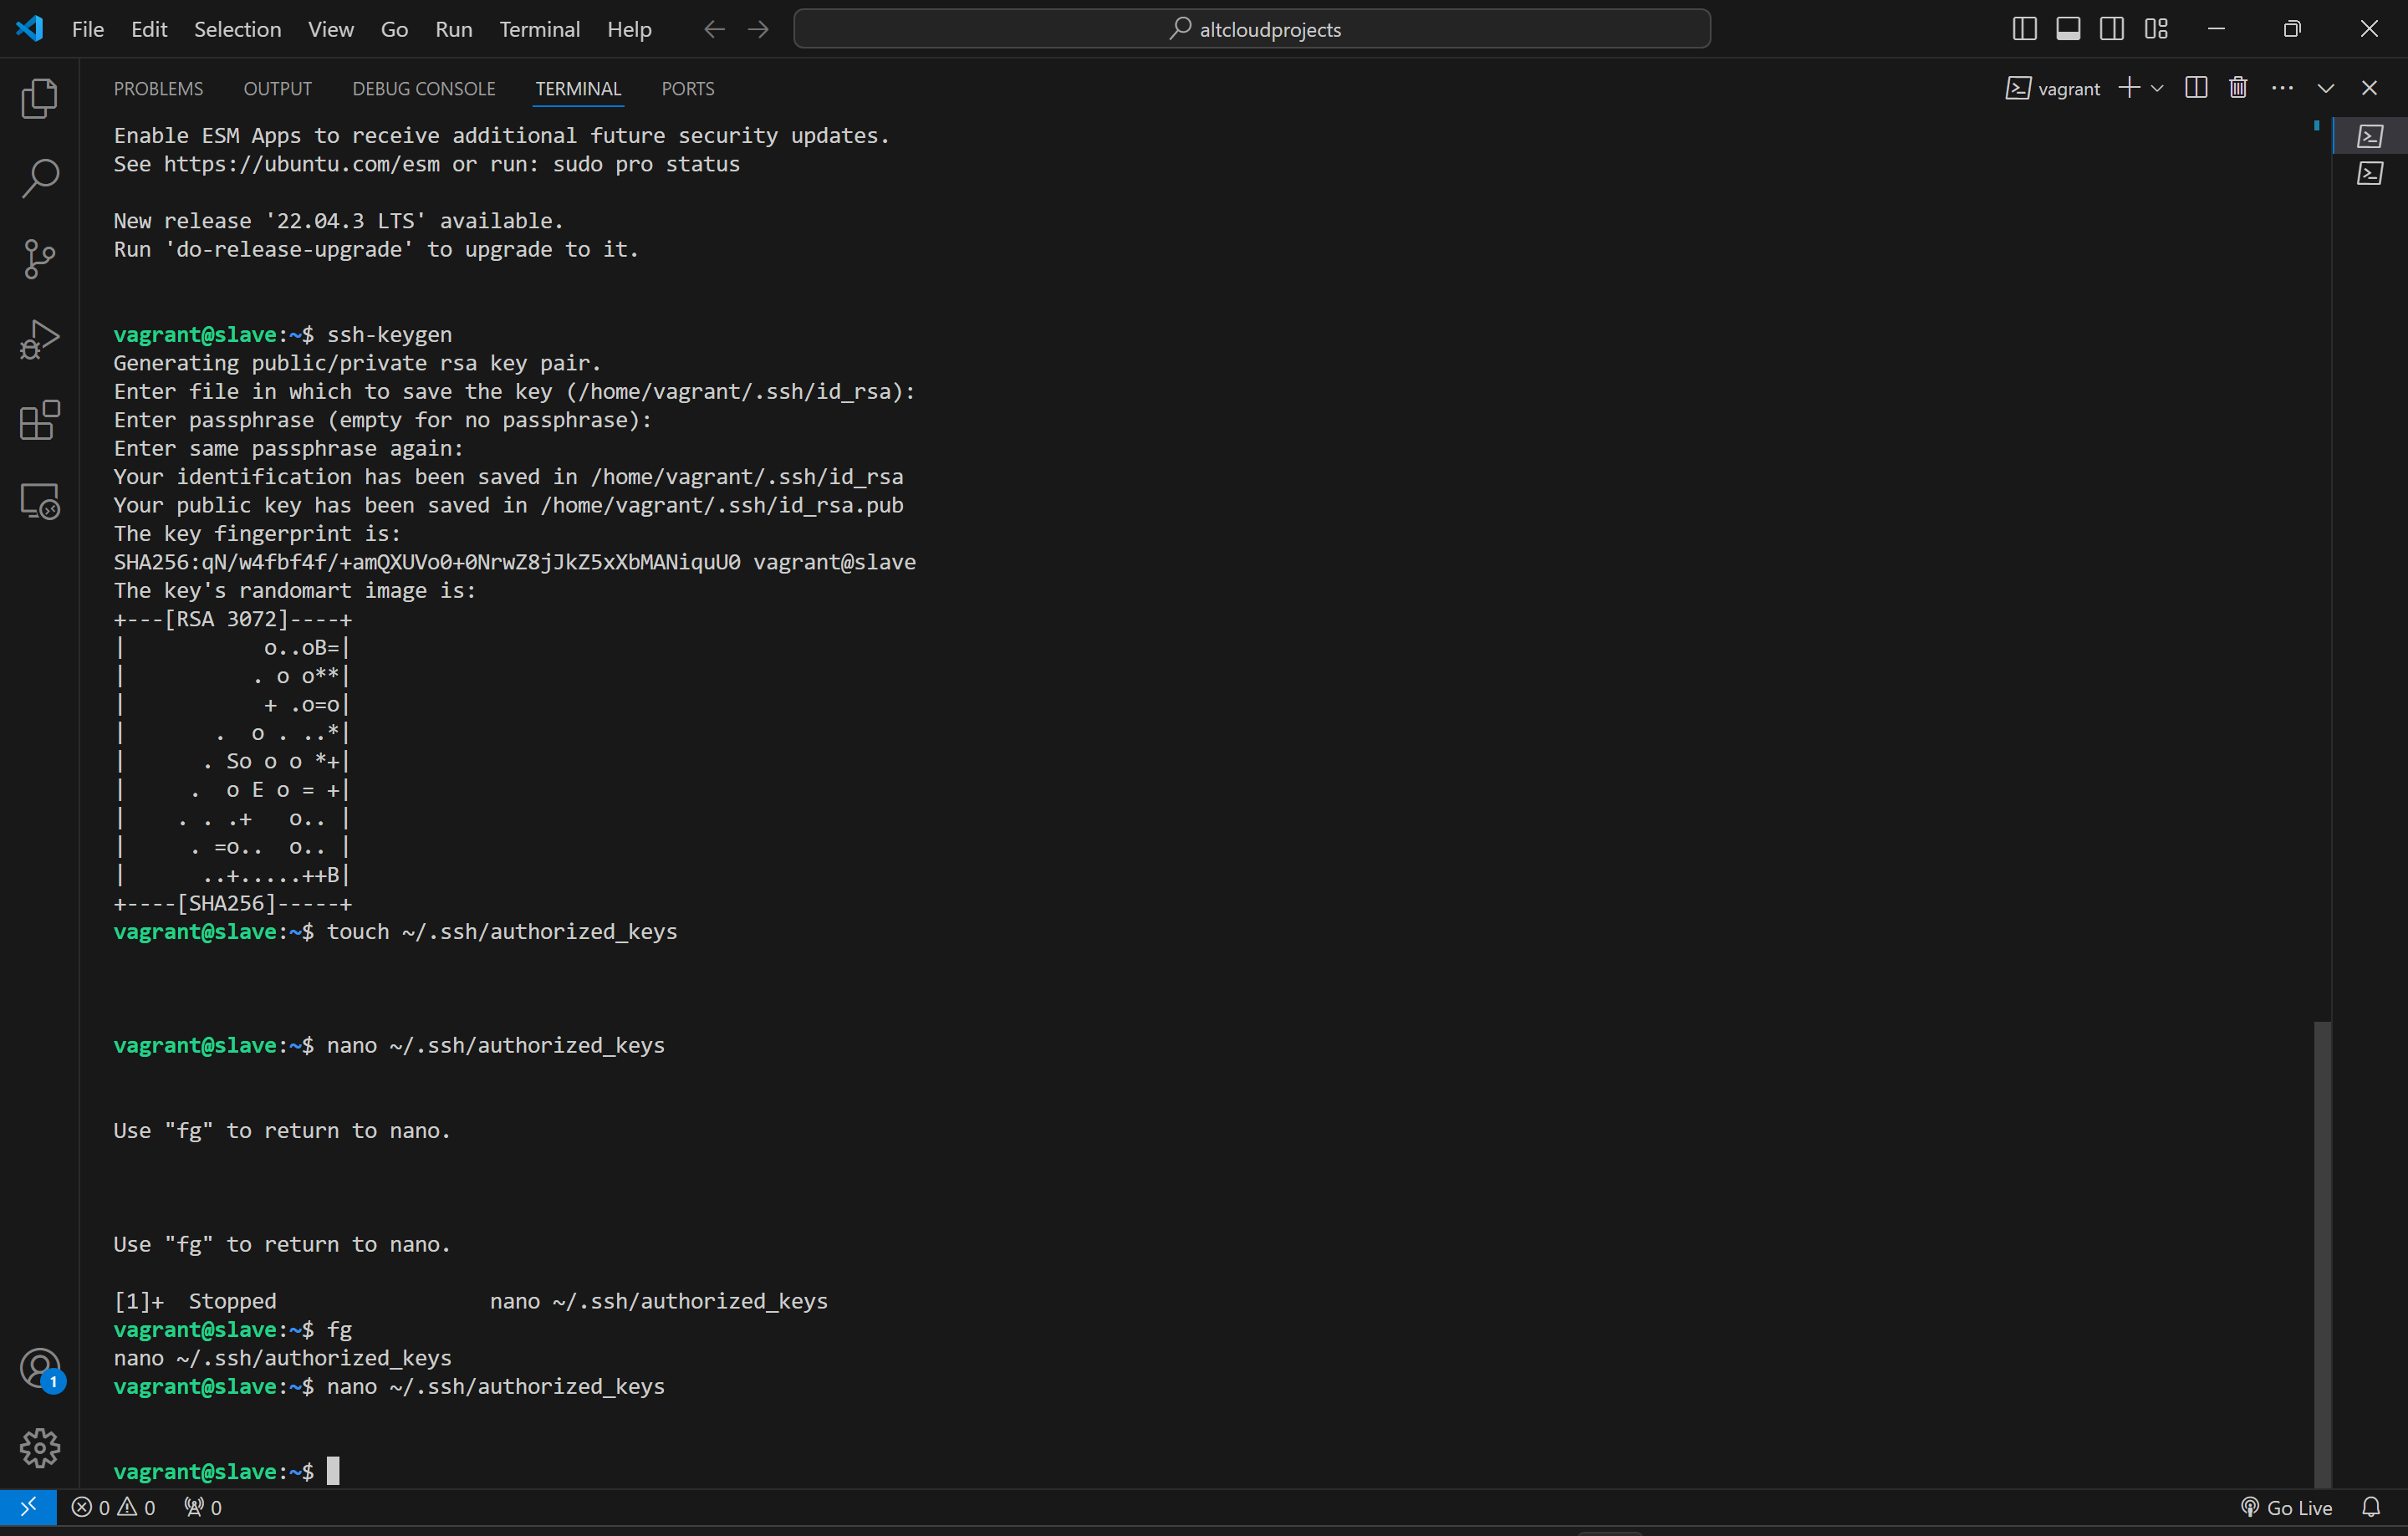 File Edit Selection View Go Run Terminal Help
altcloudprojects
PROBLEMS OUTPUT DEBUG CONSOLE TERMINAL PORTS
vagrant
Enable ESM Apps to receive additional future security updates.
See https://ubuntu.com/esm or run: sudo pro status
New release '22.04.3 LTS' available.
Run 'do-release-upgrade' to upgrade to it.
vagrant@slave:~$ ssh-keygen
Generating public/private rsa key pair.
Enter file in which to save the key (/home/vagrant/.ssh/id_rsa):
Enter passphrase (empty for no passphrase):
Enter same passphrase again:
Your identification has been saved in /home/vagrant/.ssh/id_rsa
Your public key has been saved in /home/vagrant/.ssh/id_rsa.pub
The key fingerprint is:
SHA256:qN/w4fbf4f/+amQXUVo0+0NrwZ8jJkZ5xXbMANiquU0 vagrant@slave
The key's randomart image is:
+---[RSA 3072]----+
|           o..oB=|
|          . o o**|
|           + .o=o|
|       .  o . ..*|
|      . So o o *+|
|     .  o E o = +|
|    . . .+   o.. |
|     . =o..  o.. |
|      ..+.....++B|
+----[SHA256]-----+
vagrant@slave:~$ touch ~/.ssh/authorized_keys
vagrant@slave:~$ nano ~/.ssh/authorized_keys
Use "fg" to return to nano.
Use "fg" to return to nano.
[1]+  Stopped                 nano ~/.ssh/authorized_keys
vagrant@slave:~$ fg
nano ~/.ssh/authorized_keys
vagrant@slave:~$ nano ~/.ssh/authorized_keys
vagrant@slave:~$
1
0 0 0 Go Live